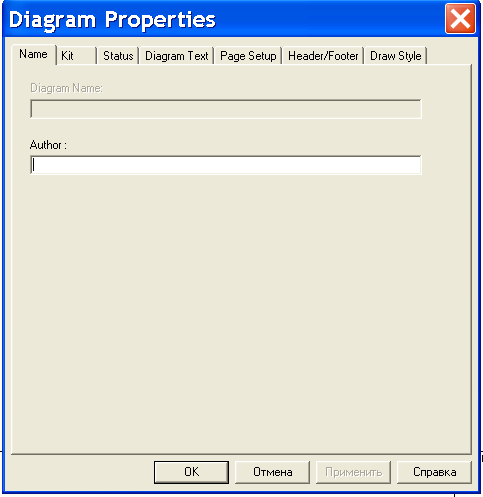 Diagram Properties
Name Kit Status Diagram Text Page Setup Header/Footer Draw Style
Diagram Name:
Author :
OK Отмена Применить Справка